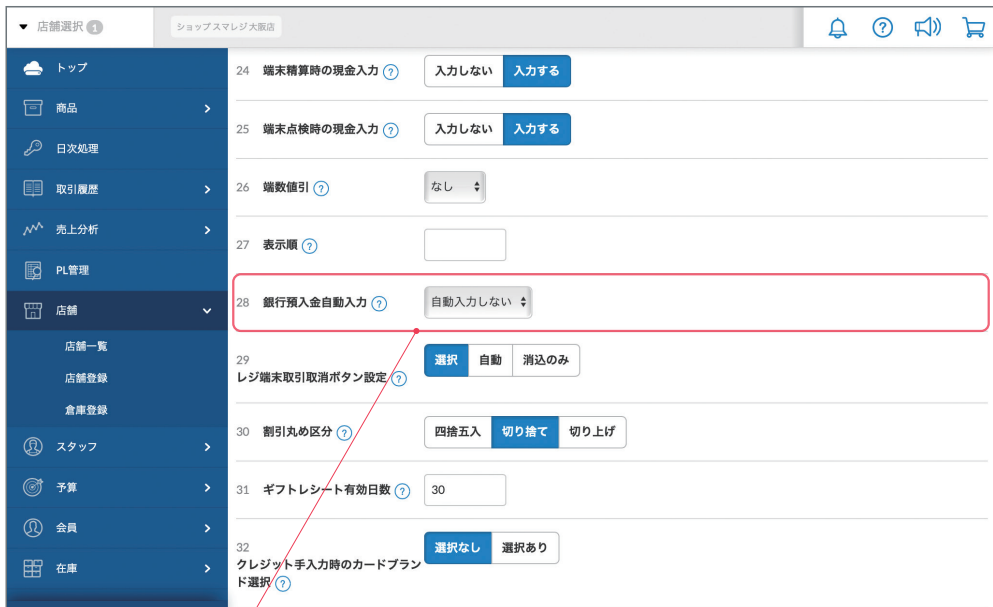 店舗選択 1
ショップスマレジ大阪店
トップ
商品
日次処理
取引履歴
売上分析
PL管理
店舗
店舗一覧
店舗登録
倉庫登録
スタッフ
予算
会員
在庫
24 端末精算時の現金入力 ? 入力しない 入力する
25 端末点検時の現金入力 ? 入力しない 入力する
26 端数値引 ? なし
27 表示順 ?
28 銀行預入金自動入力 ? 自動入力しない
29
レジ端末取引取消ボタン設定 ? 選択 自動 消込のみ
30 割引丸め区分 ? 四捨五入 切り捨て 切り上げ
31 ギフトレシート有効日数 ? 30
32
クレジット手入力時のカードブラン
ド選択 ? 選択なし 選択あり